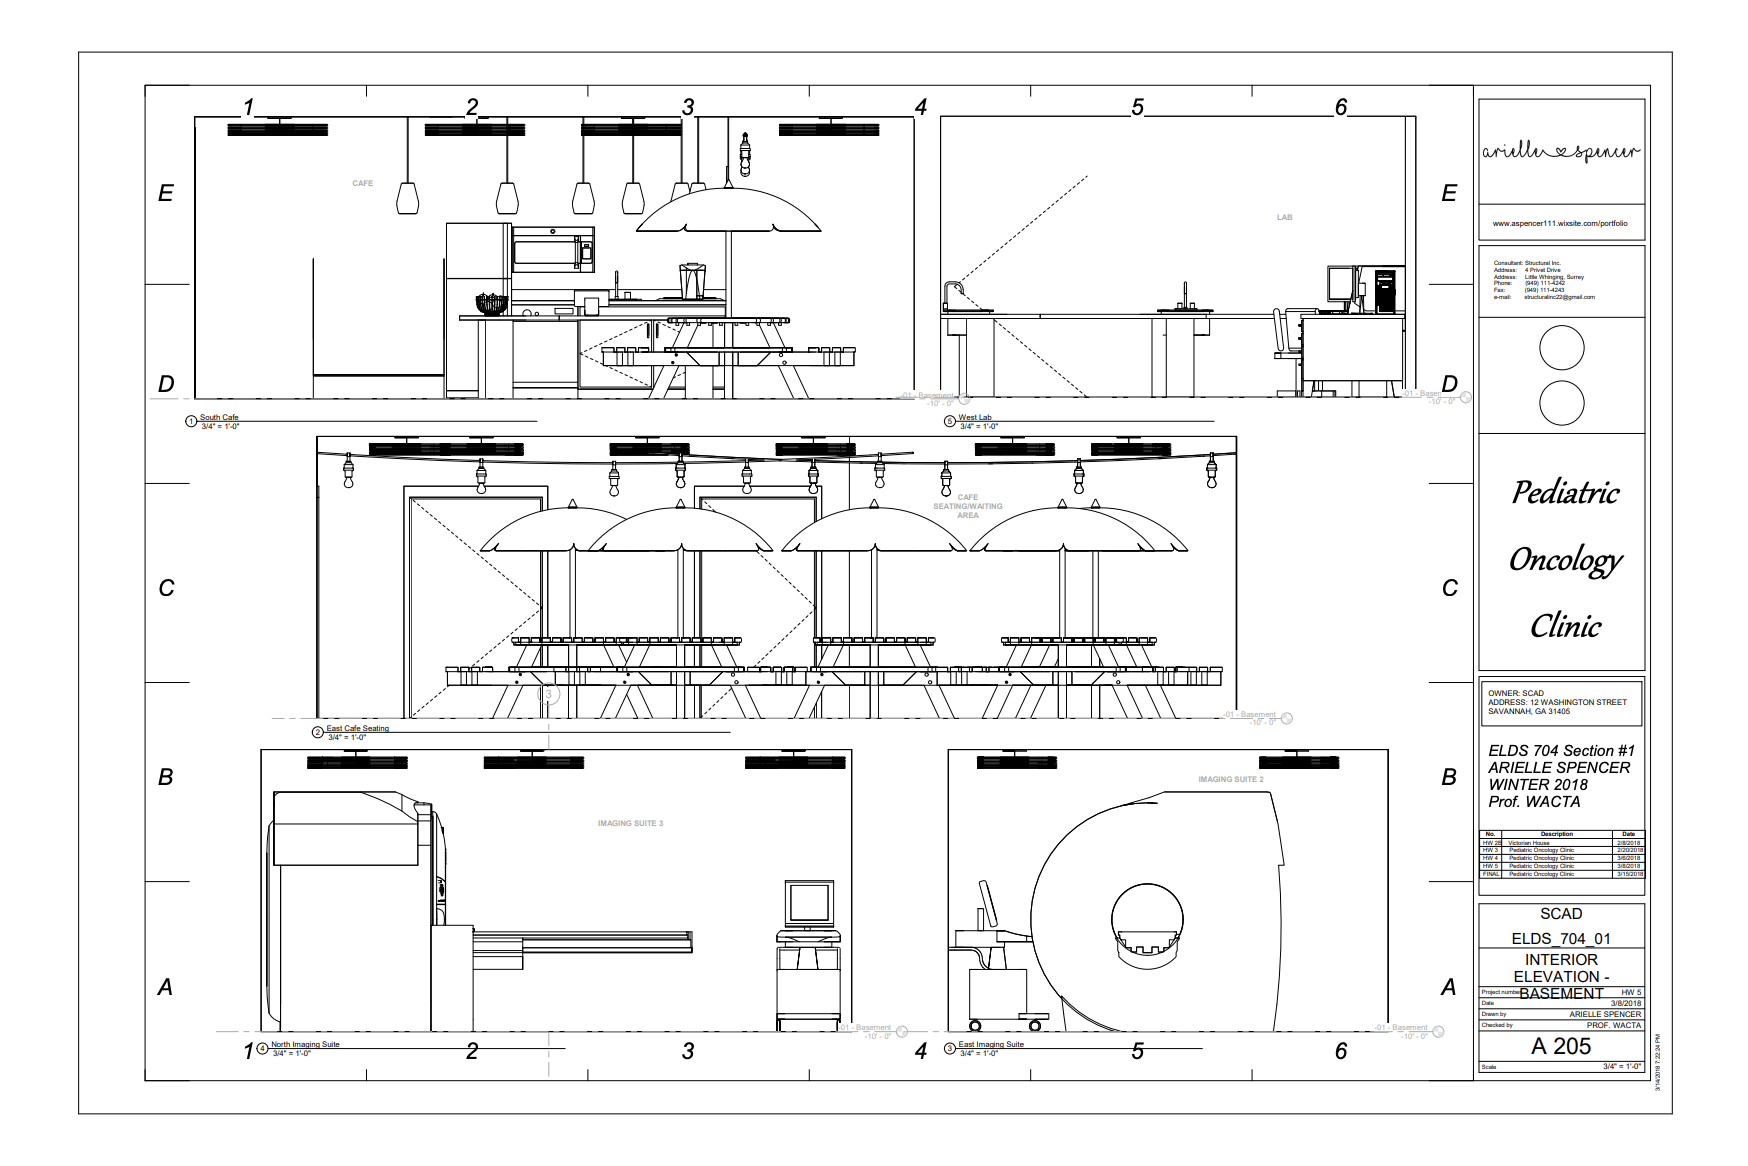 1 2 3 4 5 6
E
D
C
B
A
E
D
C
B
A
CAFE
LAB
-01 - Basement
-10' - 0"
-01 - Basem
-10' - 0"
1 South Cafe
3/4" = 1'-0"
5 West Lab
3/4" = 1'-0"
CAFE
SEATING/WAITING
AREA
3
-01 - Basement
-10' - 0"
2 East Cafe Seating
3/4" = 1'-0"
IMAGING SUITE 3
IMAGING SUITE 2
-01 - Basement
-10' - 0"
-01 - Basement
-10' - 0"
4 North Imaging Suite
3/4" = 1'-0"
3 East Imaging Suite
3/4" = 1'-0"
1 2 3 4 5 6
arielle spencer
www.aspencer111.wixsite.com/portfolio
Consultant: Structural Inc.
Address: 4 Privet Drive
Address: Little Whinging, Surrey
Phone: (949) 111-4242
Fax: (949) 111-4243
e-mail: structuralinc22@gmail.com
Pediatric
Oncology
Clinic
OWNER: SCAD
ADDRESS: 12 WASHINGTON STREET
SAVANNAH, GA 31405
ELDS 704 Section #1
ARIELLE SPENCER
WINTER 2018
Prof. WACTA
No. Description Date
HW 2B Victorian House 2/8/2018
HW 3 Pediatric Oncology Clinic 2/20/2018
HW 4 Pediatric Oncology Clinic 3/6/2018
HW 5 Pediatric Oncology Clinic 3/8/2018
FINAL Pediatric Oncology Clinic 3/15/2018
SCAD
ELDS_704_01
INTERIOR
ELEVATION -
BASEMENT
Project number HW 5
Date 3/8/2018
Drawn by ARIELLE SPENCER
Checked by PROF. WACTA
A 205
Scale 3/4" = 1'-0"
3/14/2018 7:22:24 PM